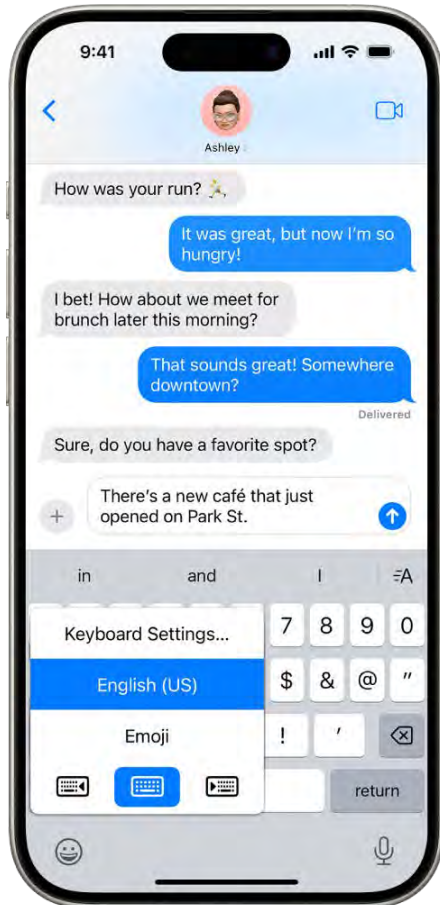 9:41
Ashley
How was your run?
It was great, but now I'm so
hungry!
I bet! How about we meet for
brunch later this morning?
That sounds great! Somewhere
downtown?
Delivered
Sure, do you have a favorite spot?
There's a new café that just
opened on Park St.
in and I A
Keyboard Settings... 7 8 9 0
English (US) $ & @ "
Emoji ! '
return